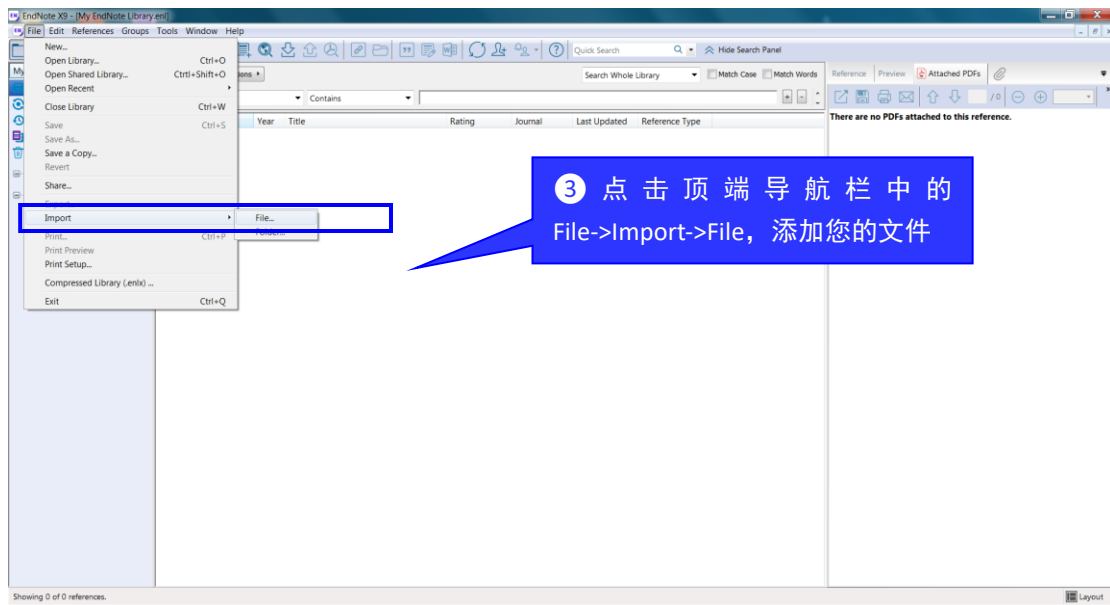 EndNote X9 - [My EndNote Library.enl]
File Edit References Groups Tools Window Help
Quick Search
Hide Search Panel
New...
Open Library... Ctrl+O
Open Shared Library... Ctrtl+Shift+O
Open Recent
Close Library Ctrl+W
Save Ctrl+S
Save As...
Save a Copy...
Revert
Share...
Import
File...
Print... Ctrl+P
Print Preview
Print Setup...
Compressed Library (.enlx) ...
Exit Ctrl+Q
My
Search Whole Library
Match Case
Match Words
Contains
Year Title Rating Journal Last Updated Reference Type
Reference Preview Attached PDFs
/0
There are no PDFs attached to this reference.
③ 点击顶端导航栏中的
File->Import->File，添加您的文件
Showing 0 of 0 references.
Layout